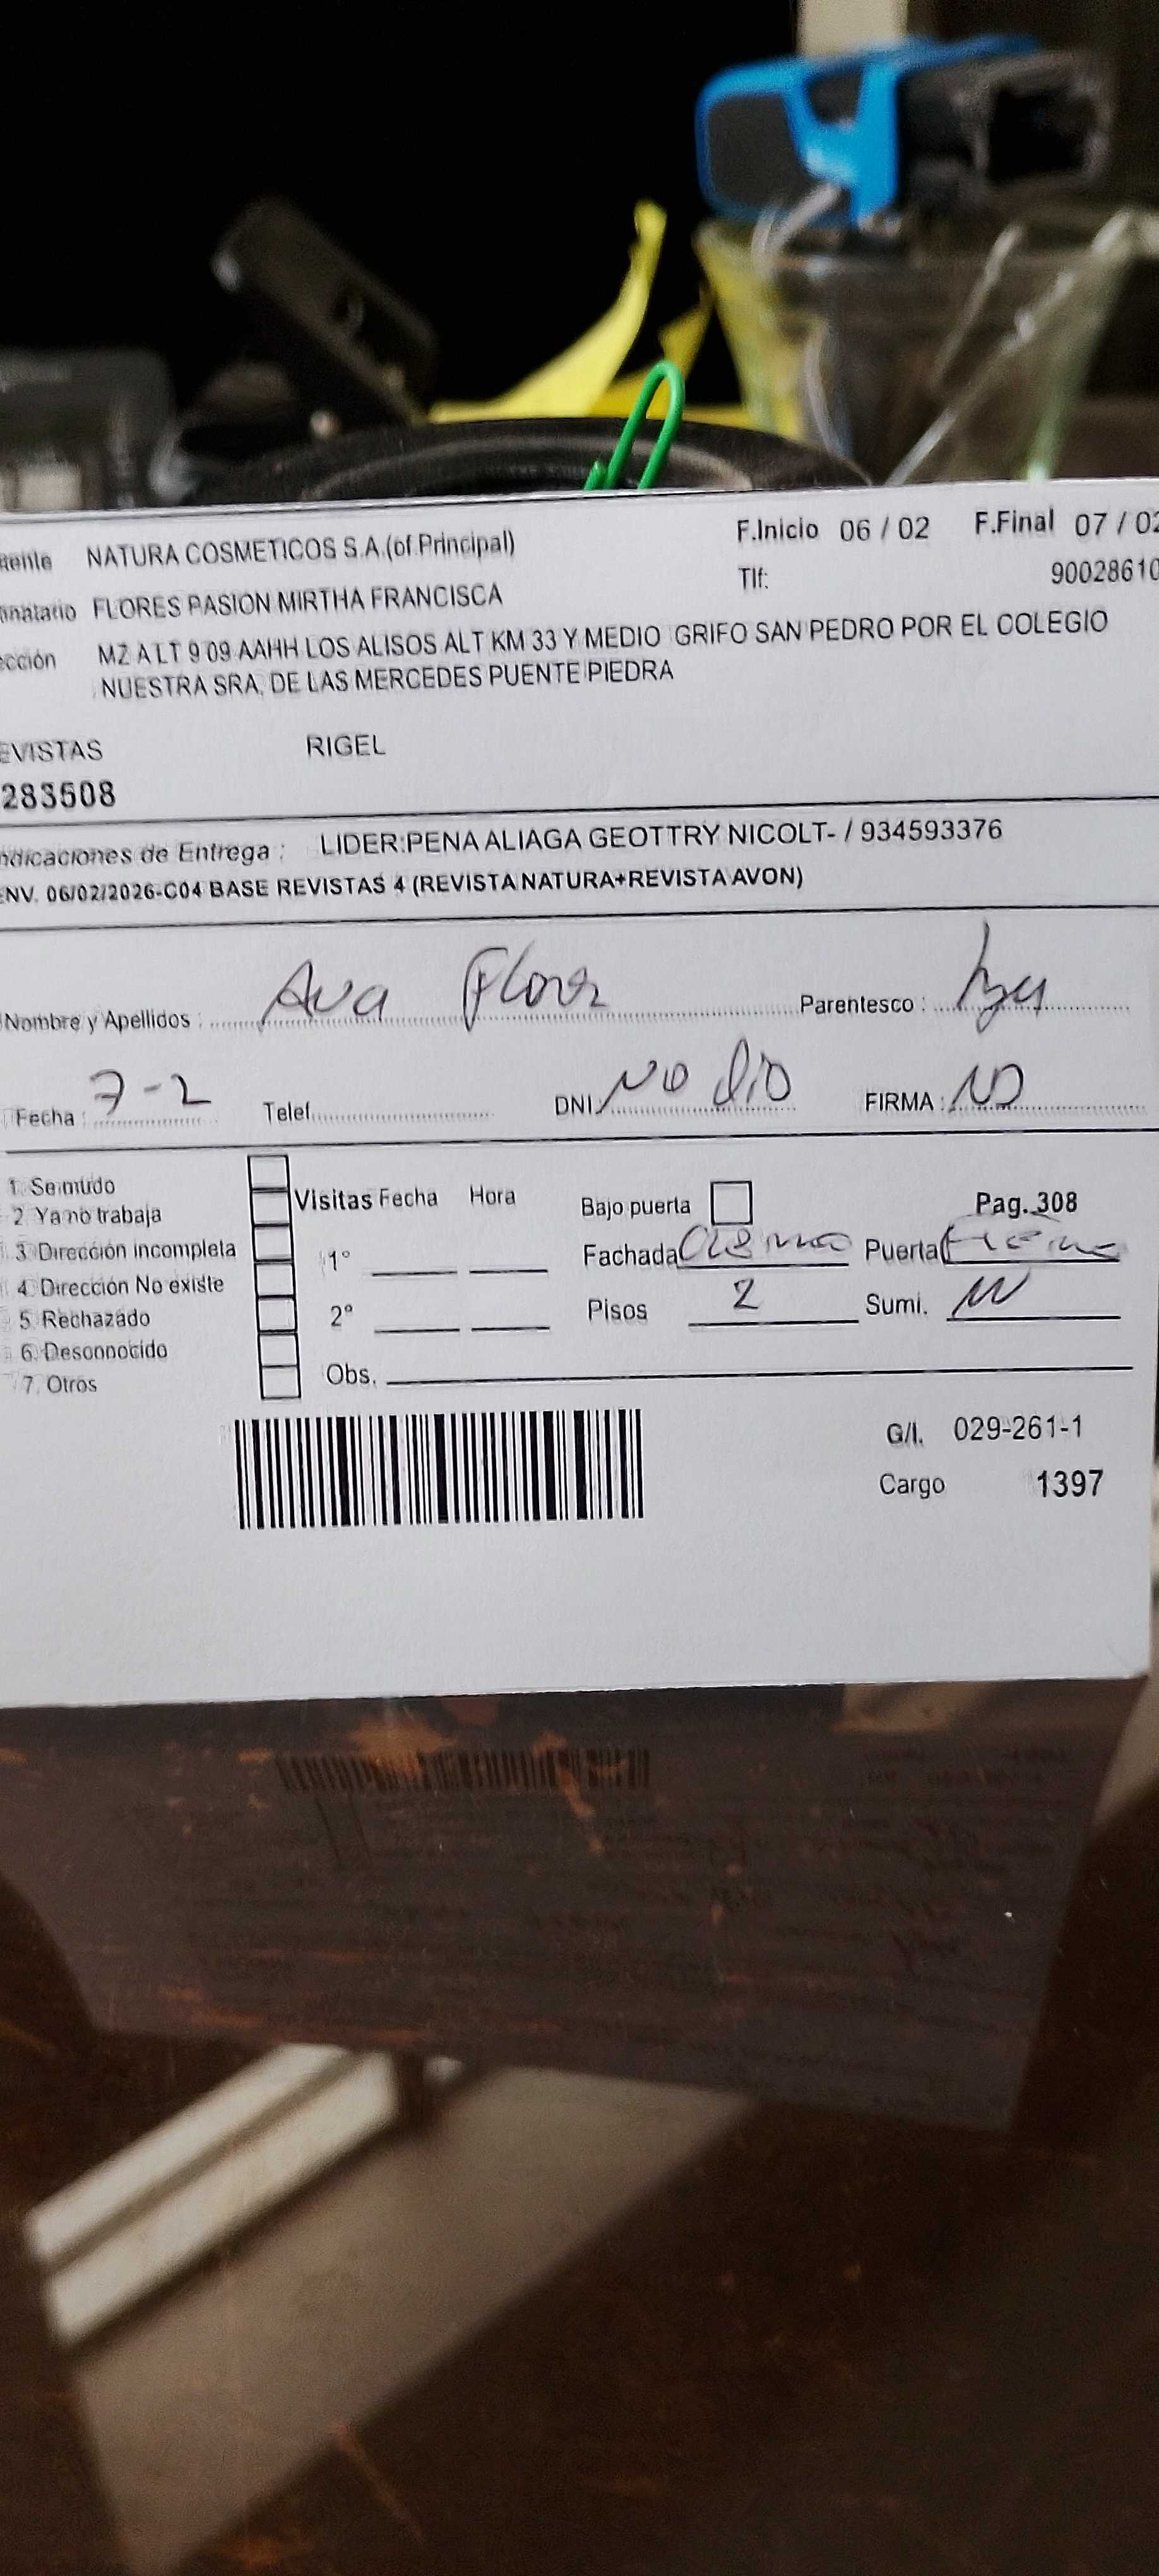 NATURA COSMETICOS S.A.(of.Principal) F.Inicio 06 / 02 F.Final 07 / 02
FLORES PASION MIRTHA FRANCISCA Tlf: 90028610
MZ A LT 9 09 AAHH LOS ALISOS ALT KM 33 Y MEDIO GRIFO SAN PEDRO POR EL COLEGIO
NUESTRA SRA. DE LAS MERCEDES PUENTE PIEDRA
EVISTAS RIGEL
283508
ndicaciones de Entrega : LIDER:PENA ALIAGA GEOTTRY NICOLT- / 934593376
ENV. 06/02/2026-C04 BASE REVISTAS 4 (REVISTA NATURA+REVISTA AVON)
Nombre y Apellidos : Ava Flores Parentesco :
Fecha : 7-2 Telef. DNI No dio FIRMA : ND
1. Se mudo
2. Ya no trabaja
3. Dirección incompleta
4. Dirección No existe
5. Rechazado
6. Desonnocido
7. Otros
Visitas Fecha Hora
1°
2°
Obs.
Bajo puerta Pag. 308
Fachada Puerta
Pisos 2 Sumi.
G/I. 029-261-1
Cargo 1397